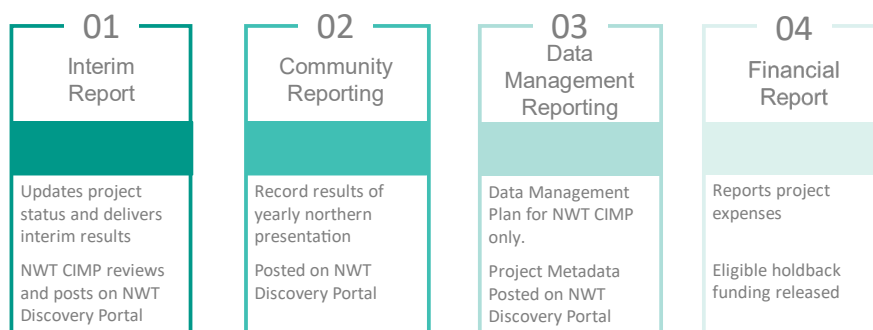 01
Interim
Report
Updates project
status and delivers
interim results
NWT CIMP reviews
and posts on NWT
Discovery Portal
02
Community
Reporting
Record results of
yearly northern
presentation
Posted on NWT
Discovery Portal
03
Data
Management
Reporting
Data Management
Plan for NWT CIMP
only.
Project Metadata
Posted on NWT
Discovery Portal
04
Financial
Report
Reports project
expenses
Eligible holdback
funding released